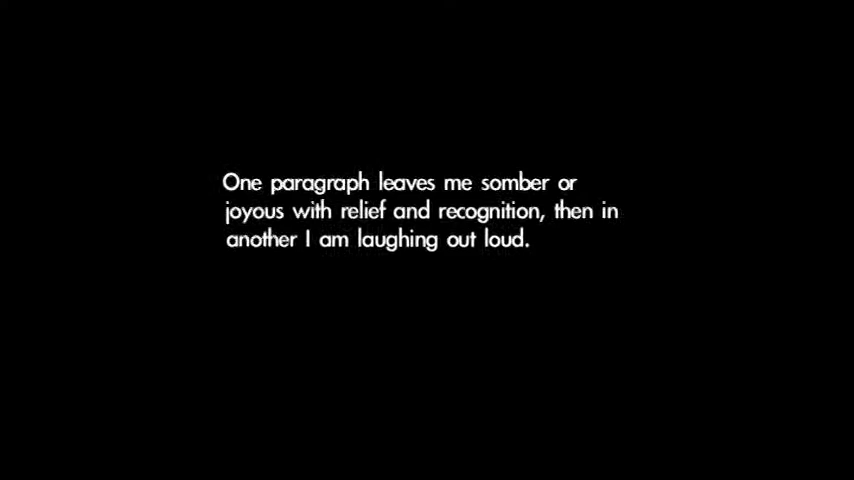 One paragraph leaves me somber or
joyous with relief and recognition, then in
another I am laughing out loud.